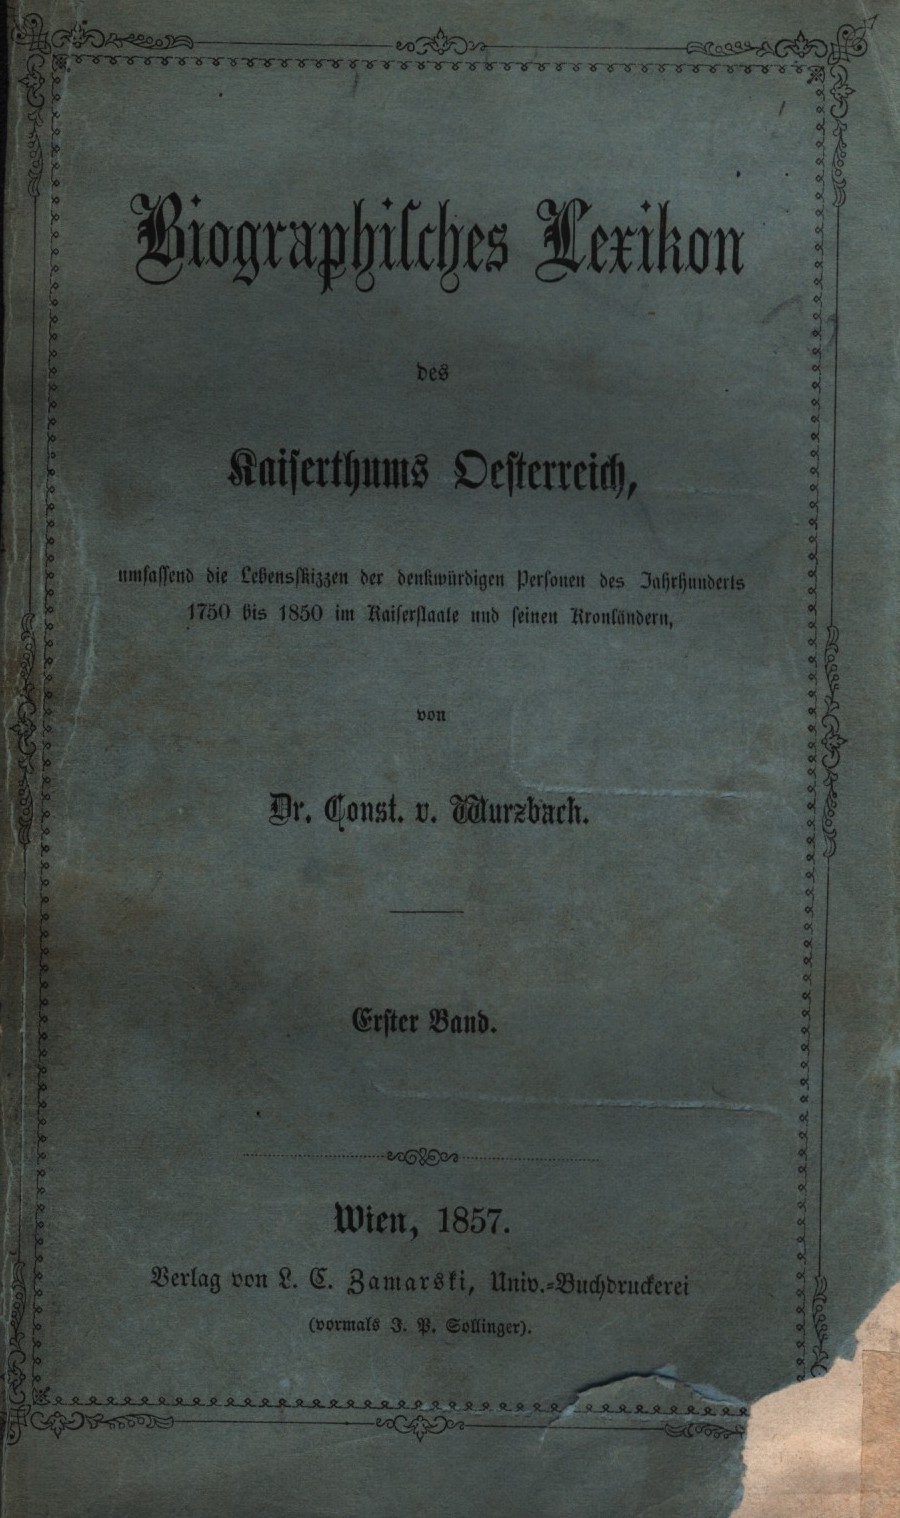 Biographiſches Lexikon
des
Kaiſerthums Oeſterreich,
umfaſſend die Lebensſkizzen der denkwürdigen Perſonen des Jahrhunderts
1750 bis 1850 im Kaiſerſtaate und ſeinen Kronländern,
von
Dr. Conſt. v. Wurzbach.
Erſter Band.
Wien, 1857.
Verlag von L. C. Zamarski, Univ.-Buchdruckerei
(vormals J. P. Sollinger).